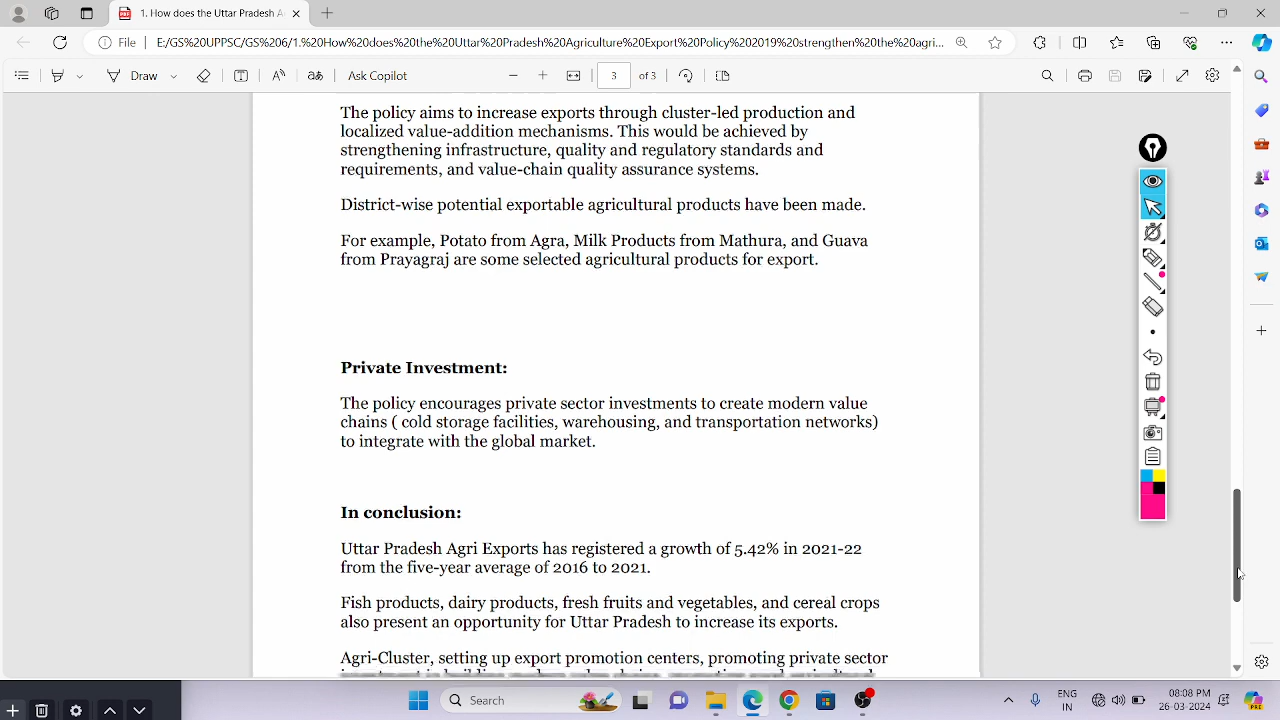 1. How does the Uttar Pradesh A
File
E:/GS%20UPPSC/GS%206/1.%20How%20does%20the%20Uttar%20Pradesh%20Agriculture%20Export%20Policy%202019%20strengthen%20the%20agri...
Draw
Ask Copilot
3 of 3
The policy aims to increase exports through cluster-led production and
localized value-addition mechanisms. This would be achieved by
strengthening infrastructure, quality and regulatory standards and
requirements, and value-chain quality assurance systems.
District-wise potential exportable agricultural products have been made.
For example, Potato from Agra, Milk Products from Mathura, and Guava
from Prayagraj are some selected agricultural products for export.
Private Investment:
The policy encourages private sector investments to create modern value
chains ( cold storage facilities, warehousing, and transportation networks)
to integrate with the global market.
In conclusion:
Uttar Pradesh Agri Exports has registered a growth of 5.42% in 2021-22
from the five-year average of 2016 to 2021.
Fish products, dairy products, fresh fruits and vegetables, and cereal crops
also present an opportunity for Uttar Pradesh to increase its exports.
Agri-Cluster, setting up export promotion centers, promoting private sector
Search
ENG
IN
08:08 PM
26-03-2024